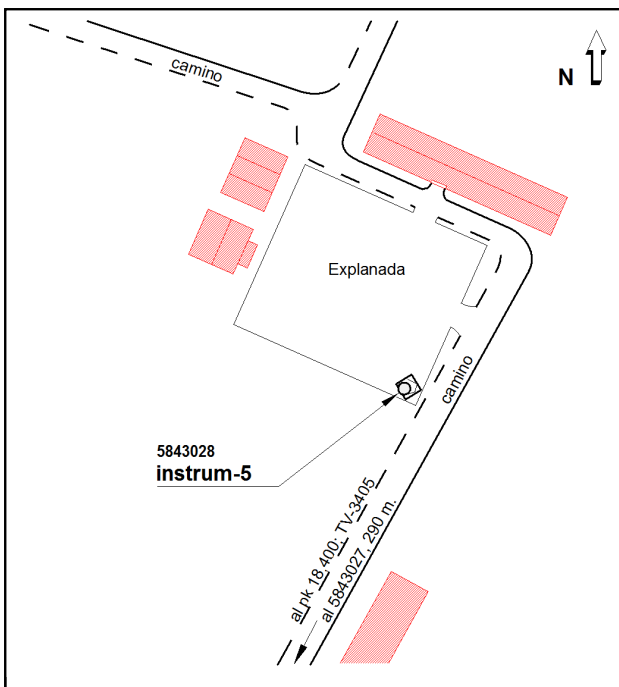 camino
N
Explanada
camino
5843028
instrum-5
al pk 18,400; TV-3405
al 5843027, 290 m.